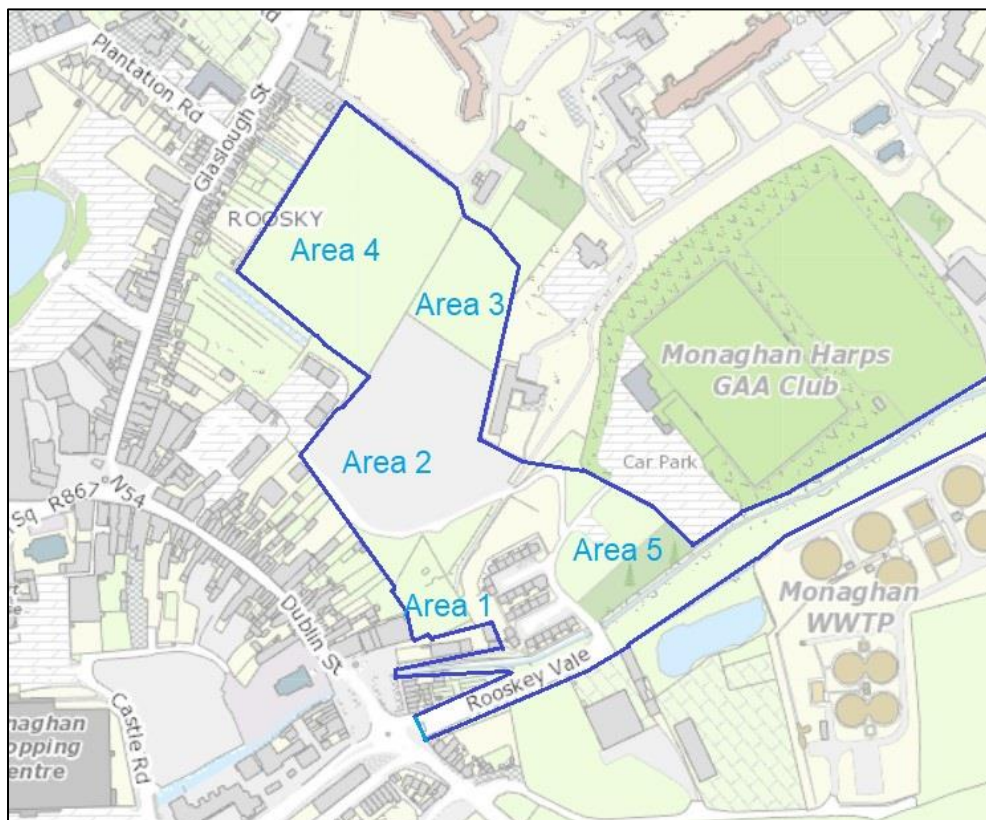 Rd
Plantation Rd
Glaslough St
ROOSKY
Area 4
Area 3
Monaghan Harps
GAA Club
Area 2
Car Park
Sq R867
N54
Area 5
Area 1
Monaghan
WWTP
Dublin St
Rooskey Vale
Castle Rd
naghan
opping
entre